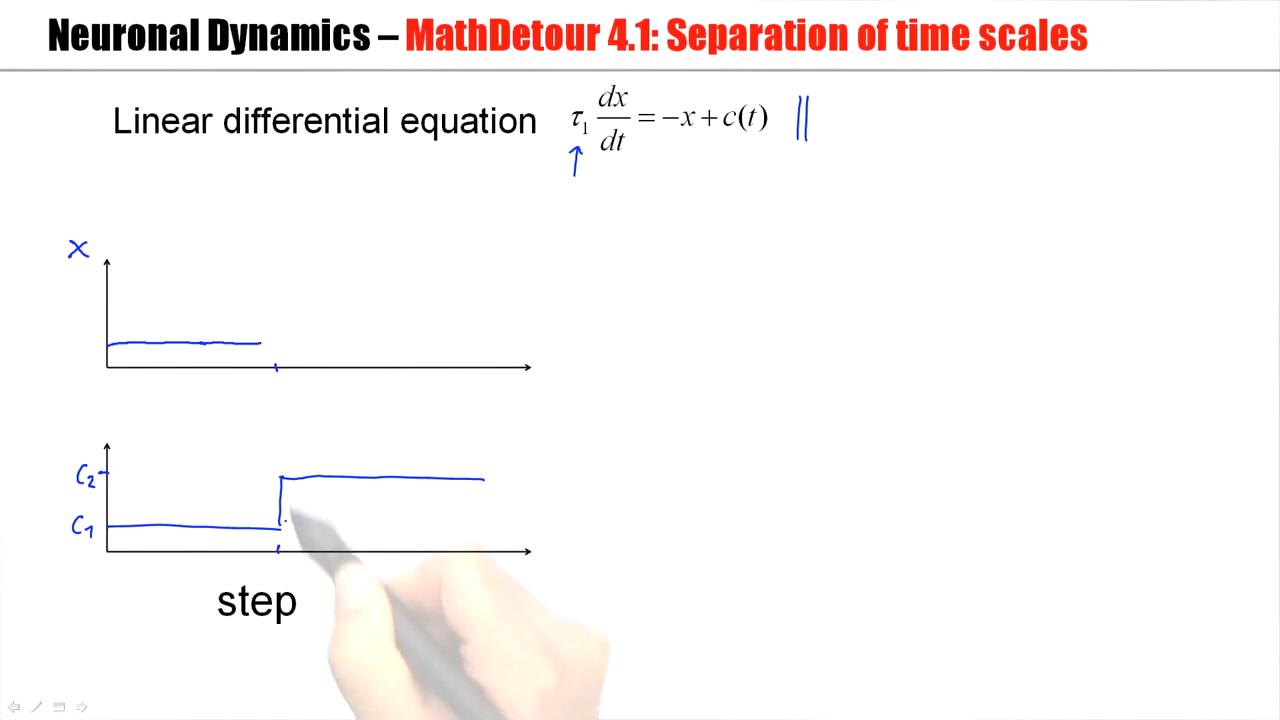 Neuronal Dynamics – MathDetour 4.1: Separation of time scales
Linear differential equation τ₁ dx/dt = −x + c(t)
x
C₂
C₁
step